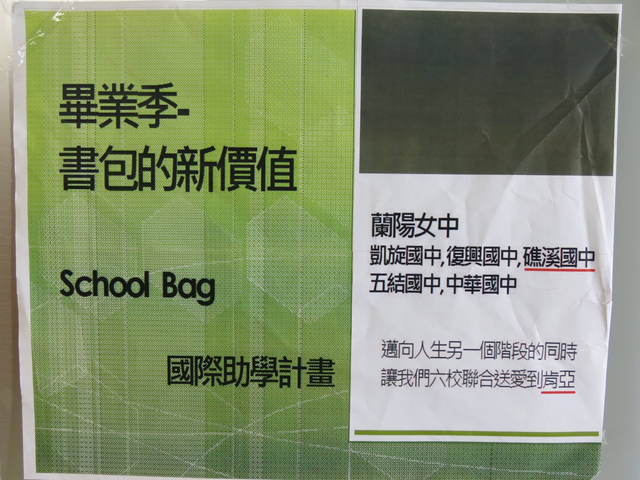 畢業季-
書包的新價值
School Bag
國際助學計畫
蘭陽女中
凱旋國中,復興國中,礁溪國中
五結國中,中華國中
邁向人生另一個階段的同時
讓我們六校聯合送愛到肯亞